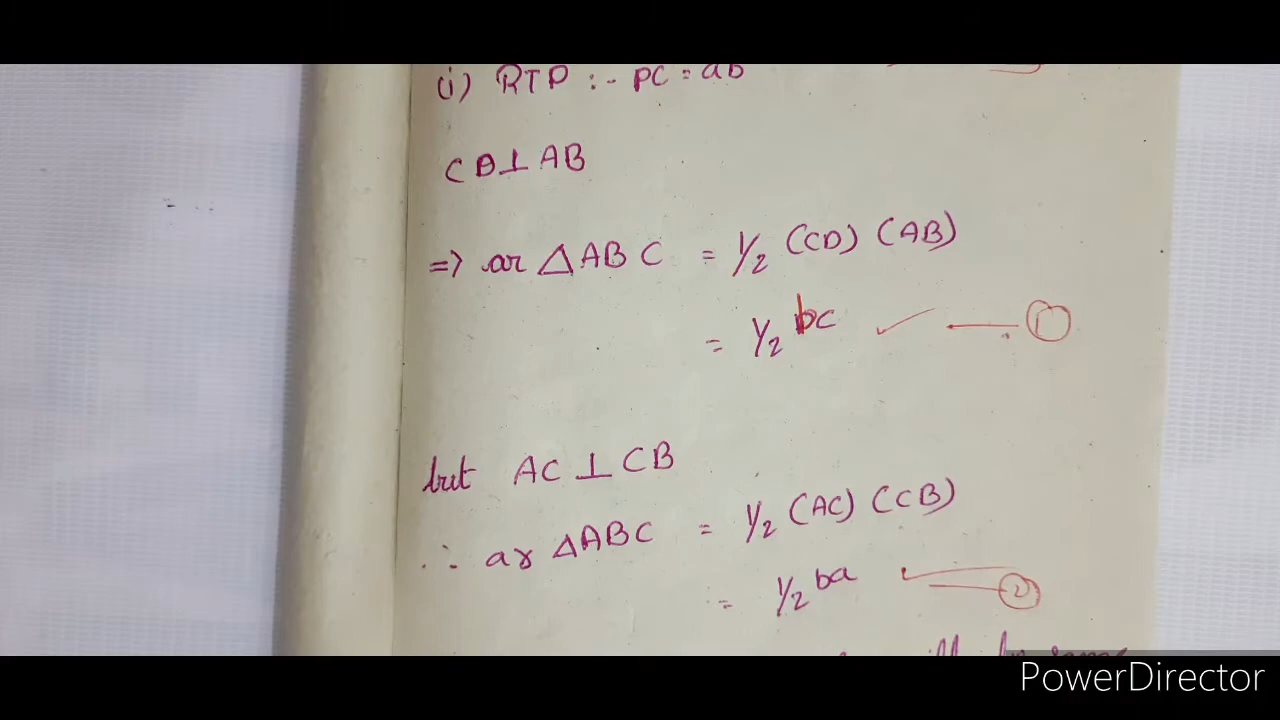 (i) RTP :- PC = ab
CD ⊥ AB
=> ar △ABC = 1/2 (CD) (AB)
= 1/2 bc ✓ ← 1
but AC ⊥ CB
∴ ar △ABC = 1/2 (AC) (CB)
= 1/2 ba 2
PowerDirector